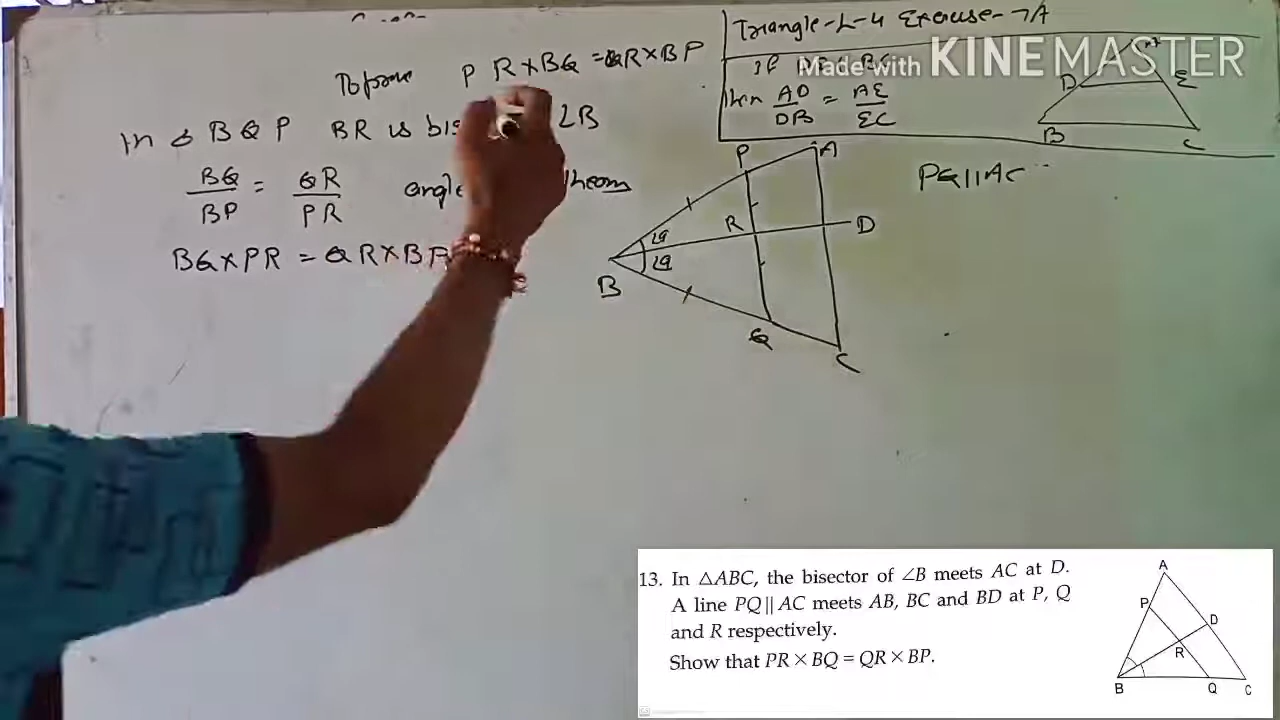 Triangle-L-4 Exercise-7A
Made with KINEMASTER
then AD/DB = AE/EC
D E
B C
To prove PR×BQ=QR×BP
In Δ BQP BR is bis ∠B
BQ/BP = QR/PR angle theom
BQ×PR = QR×BP
PQ||AC
P A
R D
B
Q
C
13. In △ABC, the bisector of ∠B meets AC at D.
A line PQ || AC meets AB, BC and BD at P, Q
and R respectively.
Show that PR × BQ = QR × BP.
A
P
D
R
B Q C